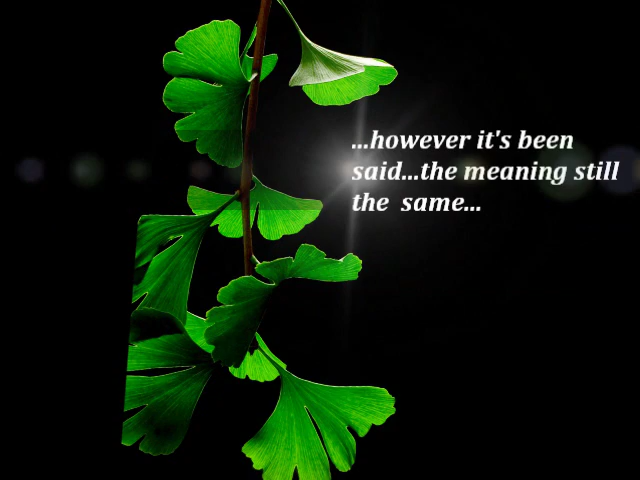 ...however it's been
said...the meaning still
the  same...